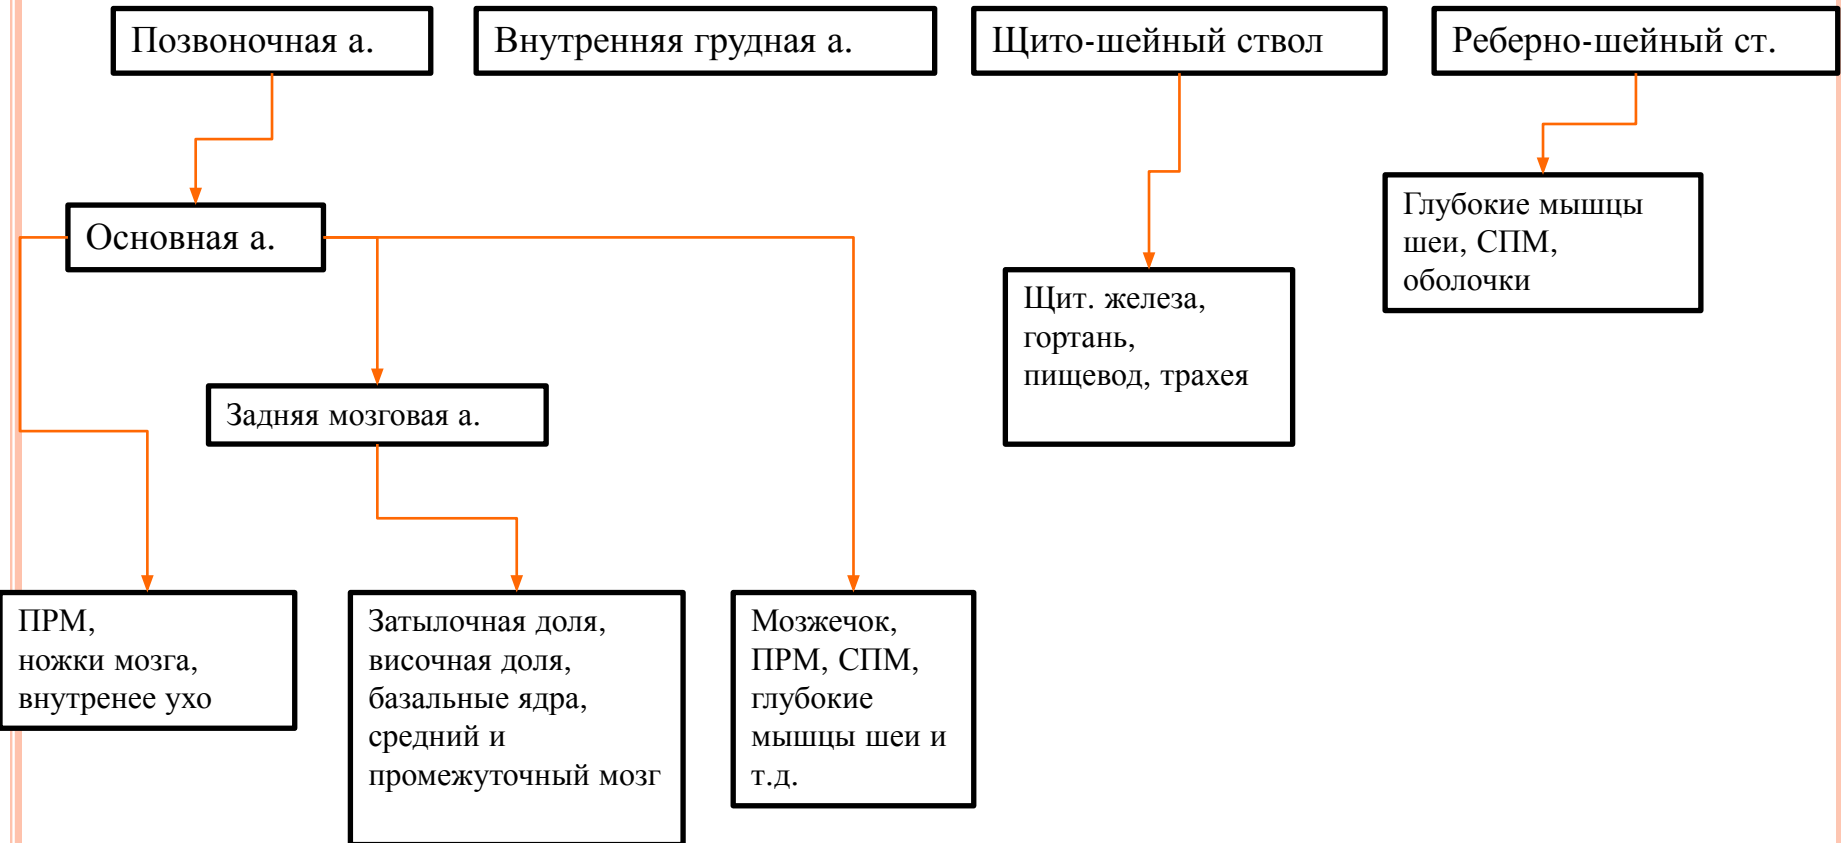 Позвоночная а.
Внутренняя грудная а.
Щито-шейный ствол
Реберно-шейный ст.
Основная а.
Глубокие мышцы
шеи, СПМ,
оболочки
Щит. железа,
гортань,
пищевод, трахея
Задняя мозговая а.
ПРМ,
ножки мозга,
внутренее ухо
Затылочная доля,
височная доля,
базальные ядра,
средний и
промежуточный мозг
Мозжечок,
ПРМ, СПМ,
глубокие
мышцы шеи и
т.д.